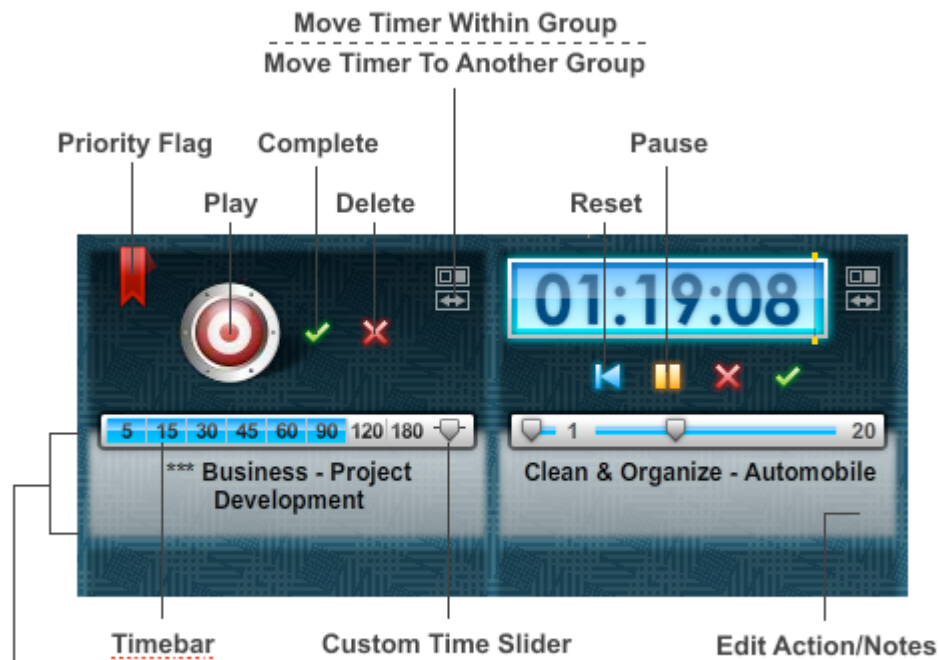 Move Timer Within Group
Move Timer To Another Group
Priority Flag Complete Pause
Play Delete Reset
01:19:08
5 15 30 45 60 90 120 180
1 20
*** Business - Project
Development
Clean & Organize - Automobile
Timebar Custom Time Slider Edit Action/Notes